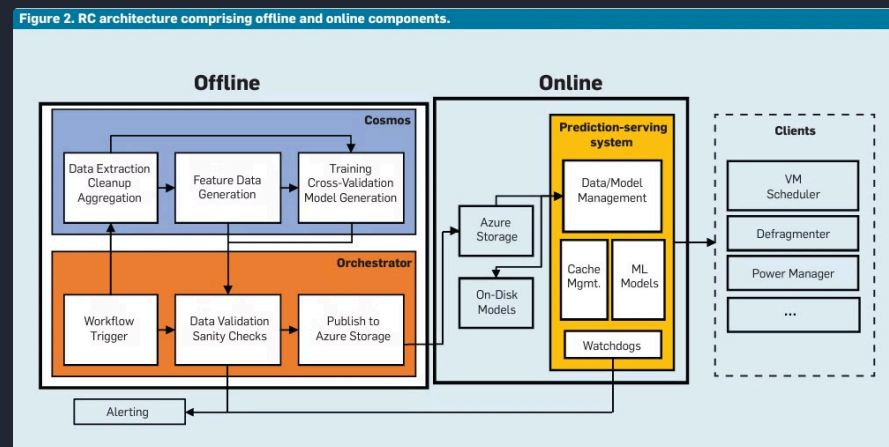 Figure 2. RC architecture comprising offline and online components.
Offline
Online
Cosmos
Data Extraction
Cleanup
Aggregation
Feature Data
Generation
Training
Cross-Validation
Model Generation
Orchestrator
Workflow
Trigger
Data Validation
Sanity Checks
Publish to
Azure Storage
Alerting
Azure
Storage
On-Disk
Models
Prediction-serving
system
Data/Model
Management
Cache
Mgmt.
ML
Models
Watchdogs
Clients
VM
Scheduler
Defragmenter
Power Manager
...